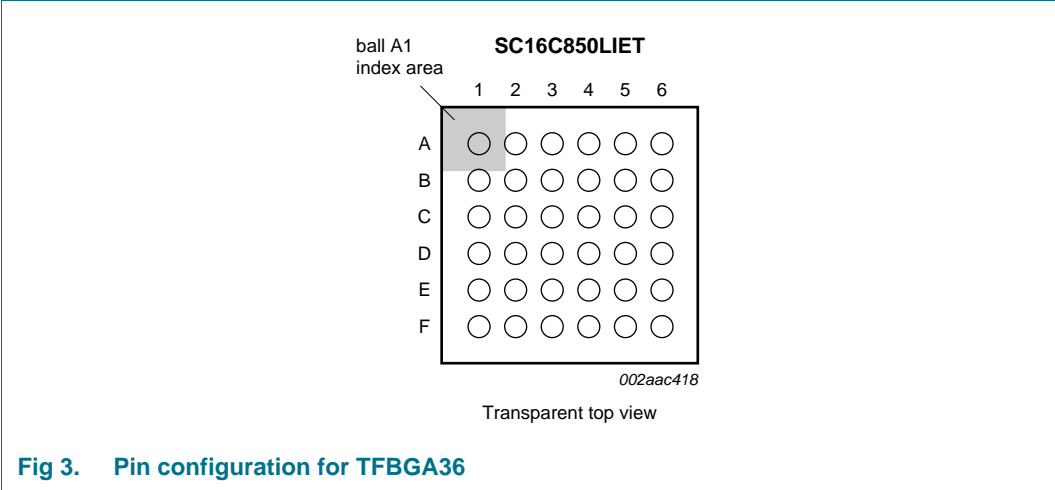 ball A1
index area
SC16C850LIET
1 2 3 4 5 6
A
B
C
D
E
F
002aac418
Transparent top view
Fig 3. Pin configuration for TFBGA36